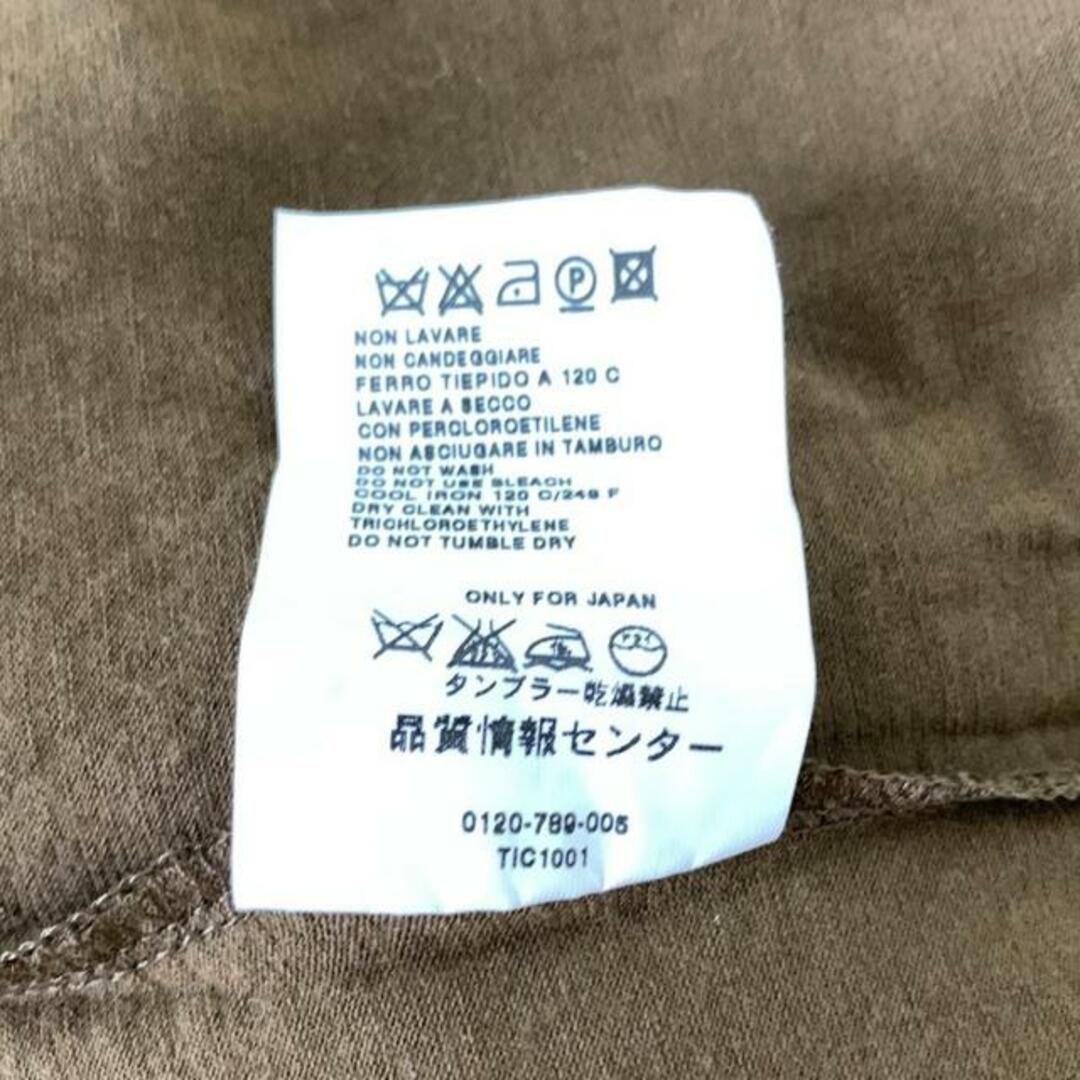 P
NON LAVARE
NON CANDEGGIARE
FERRO TIEPIDO A 120 C
LAVARE A SECCO
CON PERCLOROETILENE
NON ASCIUGARE IN TAMBURO
DO NOT WASH
DO NOT USE BLEACH
COOL IRON 120 C/248 F
DRY CLEAN WITH
TRICHLOROETHYLENE
DO NOT TUMBLE DRY
ONLY FOR JAPAN
タンブラー乾燥禁止
品質情報センター
0120-789-005
TIC1001